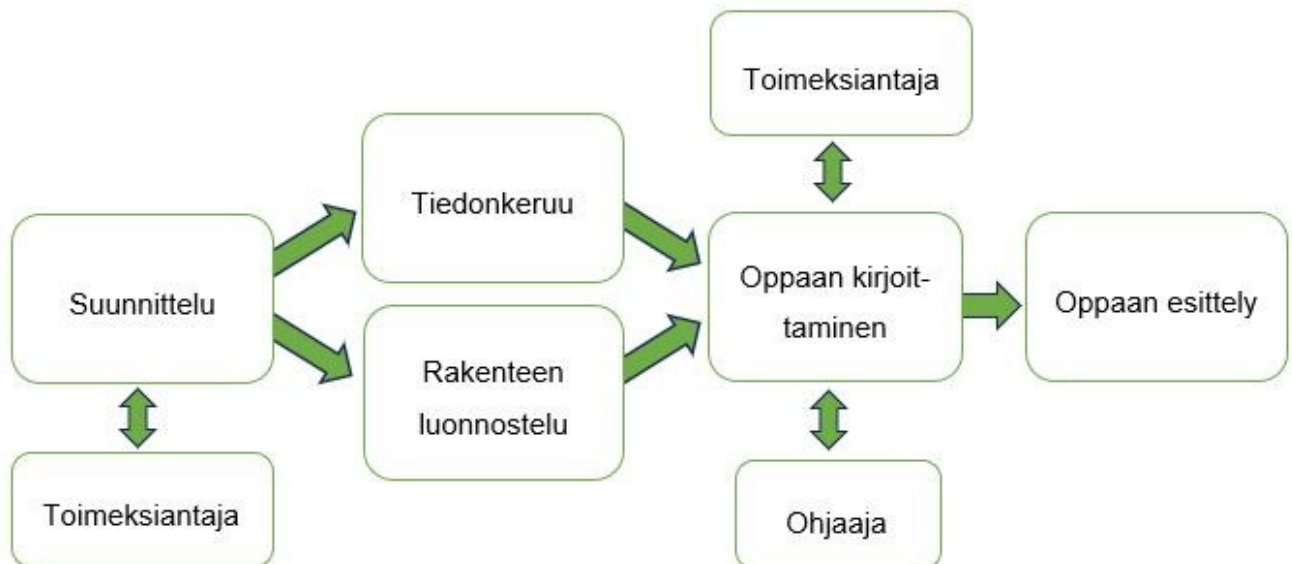 Toimeksiantaja
Tiedonkeruu
Suunnittelu
Oppaan kirjoit-
taminen
Oppaan esittely
Rakenteen
luonnostelu
Toimeksiantaja
Ohjaaja